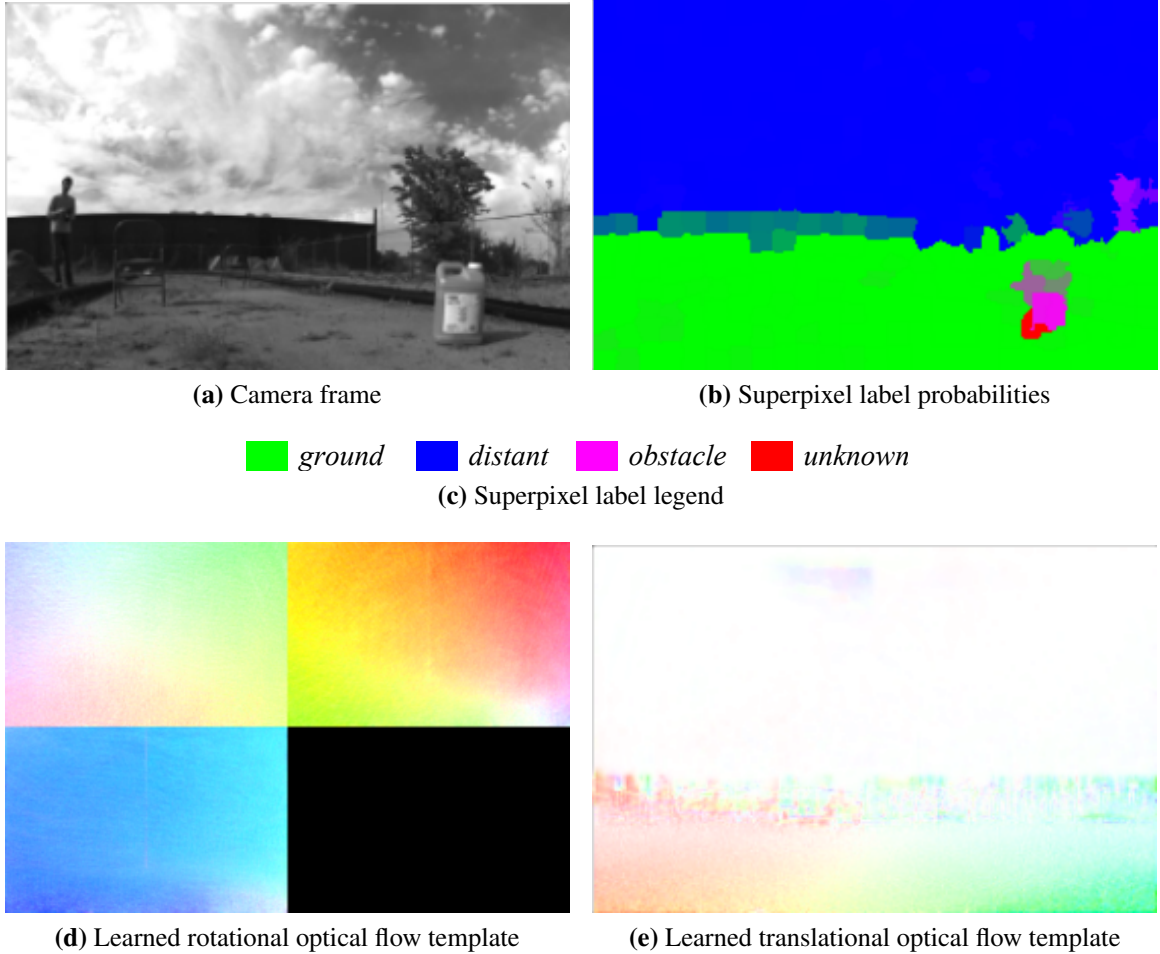 (a) Camera frame
(b) Superpixel label probabilities
ground distant obstacle unknown
(c) Superpixel label legend
(d) Learned rotational optical flow template
(e) Learned translational optical flow template